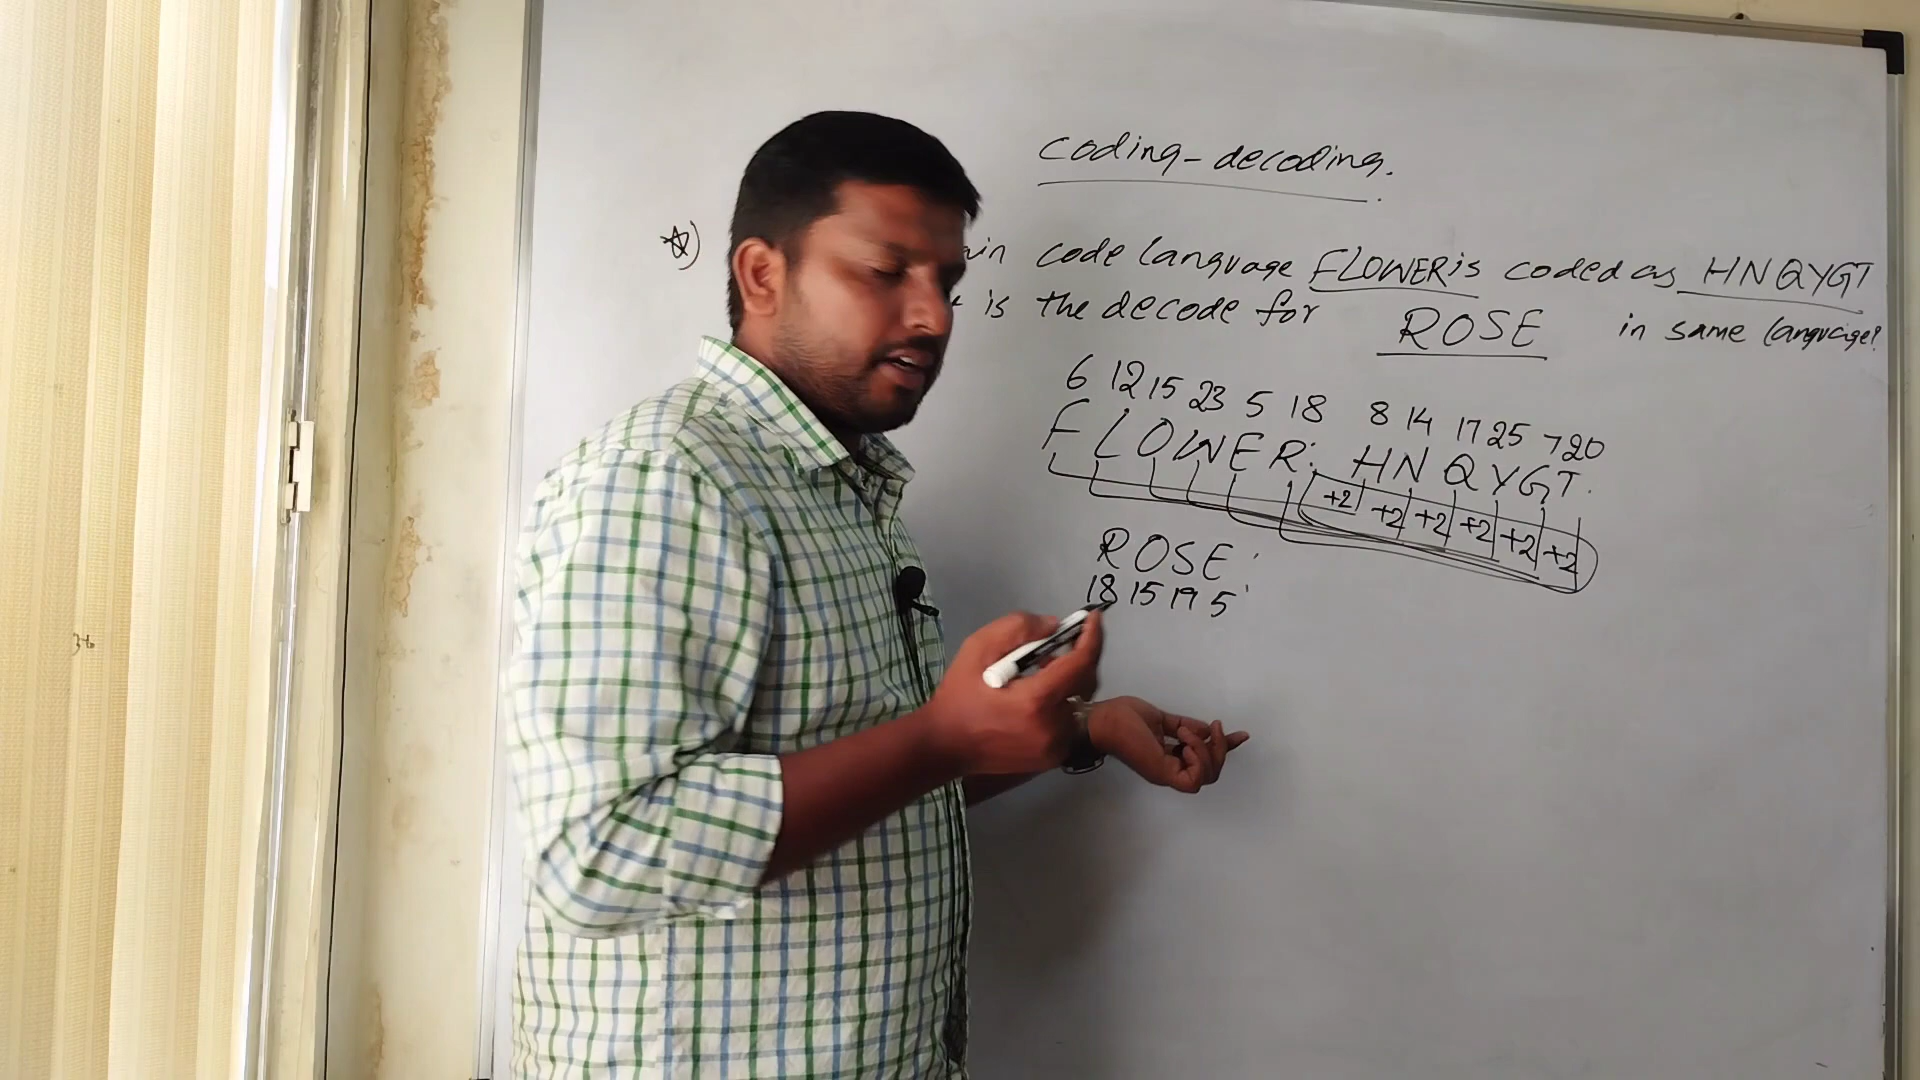 Coding-decoding.
ain code language FLOWER is coded as HNQYGT
is the decode for ROSE in same language?
6 12 15 23 5 18 8 14 17 25 7 20
FLOWER: HNQYGT.
+2 +2 +2 +2 +2 +2
ROSE
18 15 19 5